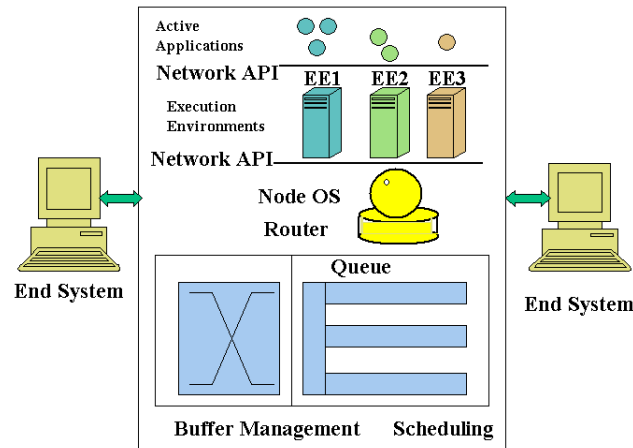 Active
Applications
Network API
EE1 EE2 EE3
Execution
Environments
Network API
Node OS
Router
End System
End System
Queue
Buffer Management Scheduling